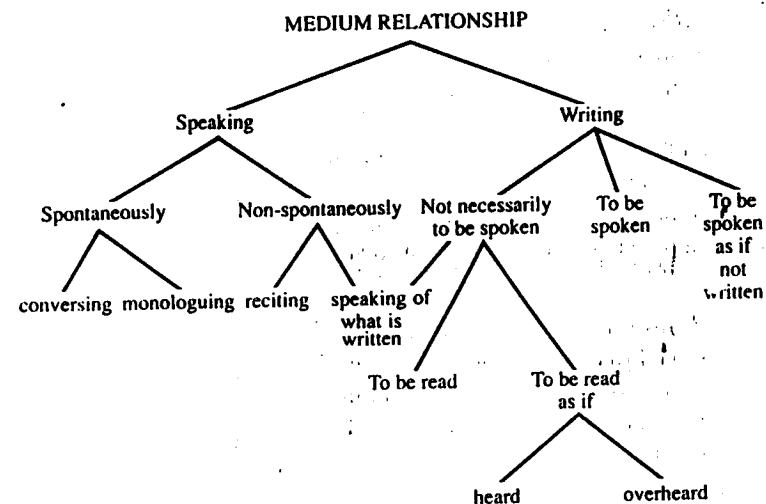 MEDIUM RELATIONSHIP
Speaking
Writing
Spontaneously
Non-spontaneously
Not necessarily
to be spoken
To be
spoken
To be
spoken
as if
not
written
conversing
monologuing
reciting
speaking of
what is
written
To be read
To be read
as if
heard
overheard